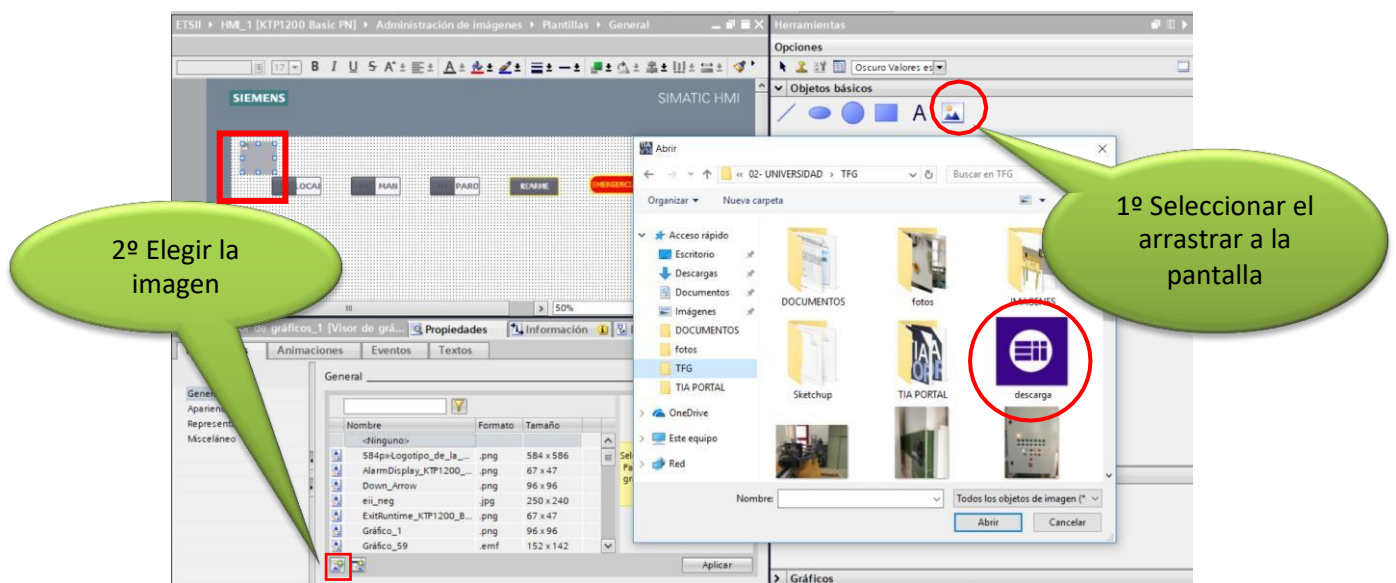 ETSII ▸ HMI_1 [KTP1200 Basic PN] ▸ Administración de imágenes ▸ Plantillas ▸ General
Herramientas
Opciones
17
B I U S A A
Oscuro Valores es
Objetos básicos
A
SIEMENS
SIMATIC HMI
LOCAL
MAN
PARO
REARME
1º Seleccionar el
arrastrar a la
pantalla
2º Elegir la
imagen
Abrir
« 02- UNIVERSIDAD › TFG
Buscar en TFG
Organizar
Nueva carpeta
Acceso rápido
Escritorio
Descargas
Documentos
Imágenes
DOCUMENTOS
fotos
TFG
TIA PORTAL
OneDrive
Este equipo
Red
DOCUMENTOS
fotos
IMAGENES
Sketchup
TIA PORTAL
descarga
Nombre:
Todos los objetos de imagen (*
Abrir
Cancelar
50%
de gráficos_1 [Visor de grá...
Propiedades
Información
Animaciones
Eventos
Textos
General
Misceláneo
General
Nombre Formato Tamaño
<Ninguno>
584px-Logotipo_de_la_... .png 584 x 586
AlarmDisplay_KTP1200_... .png 67 x 47
Down_Arrow .png 96 x 96
eii_neg .jpg 250 x 240
ExitRuntime_KTP1200_B... .png 67 x 47
Gráfico_1 .png 96 x 96
Gráfico_59 .emf 152 x 142
Aplicar
Gráficos